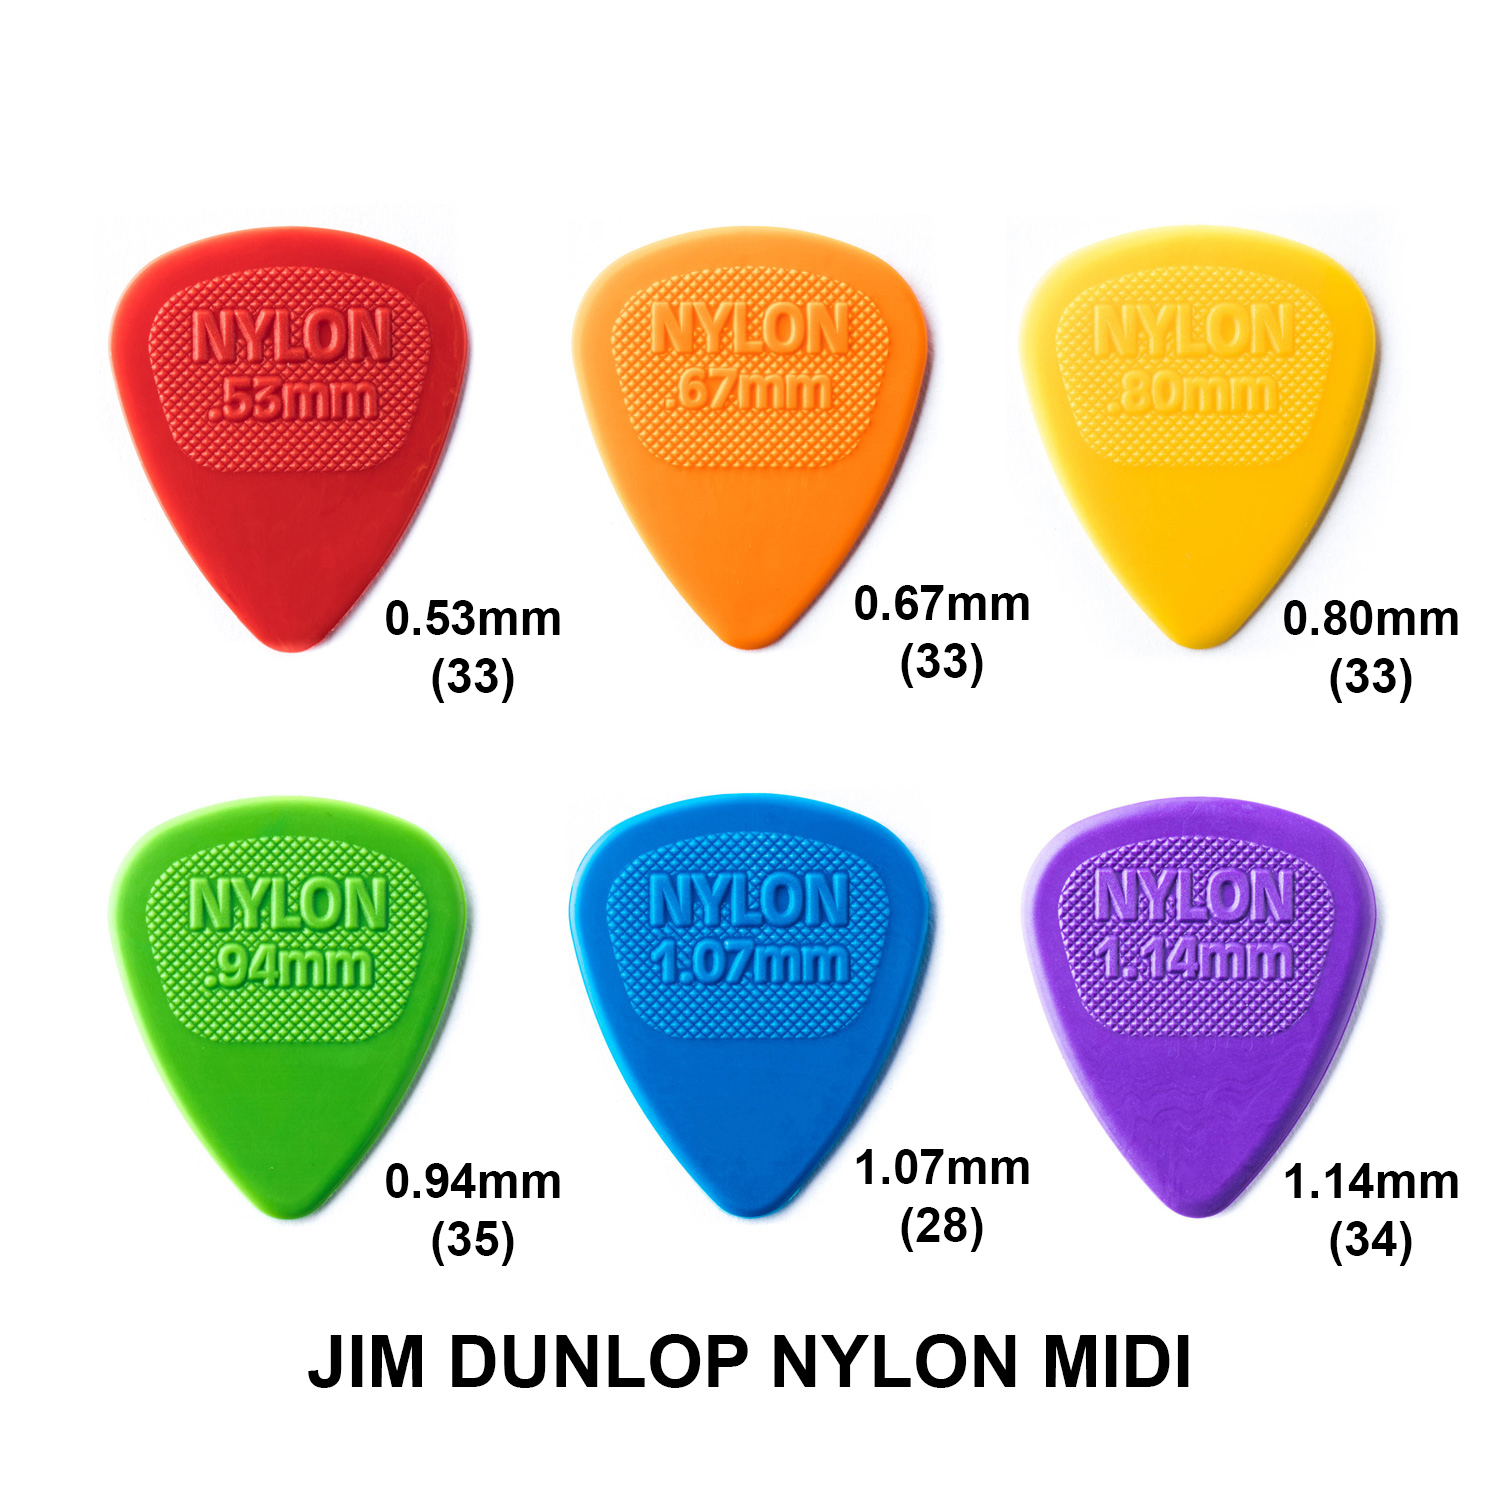 NYLON
.53mm
0.53mm
(33)
NYLON
.67mm
0.67mm
(33)
NYLON
.80mm
0.80mm
(33)
NYLON
.94mm
0.94mm
(35)
NYLON
1.07mm
1.07mm
(28)
NYLON
1.14mm
1.14mm
(34)
JIM DUNLOP NYLON MIDI